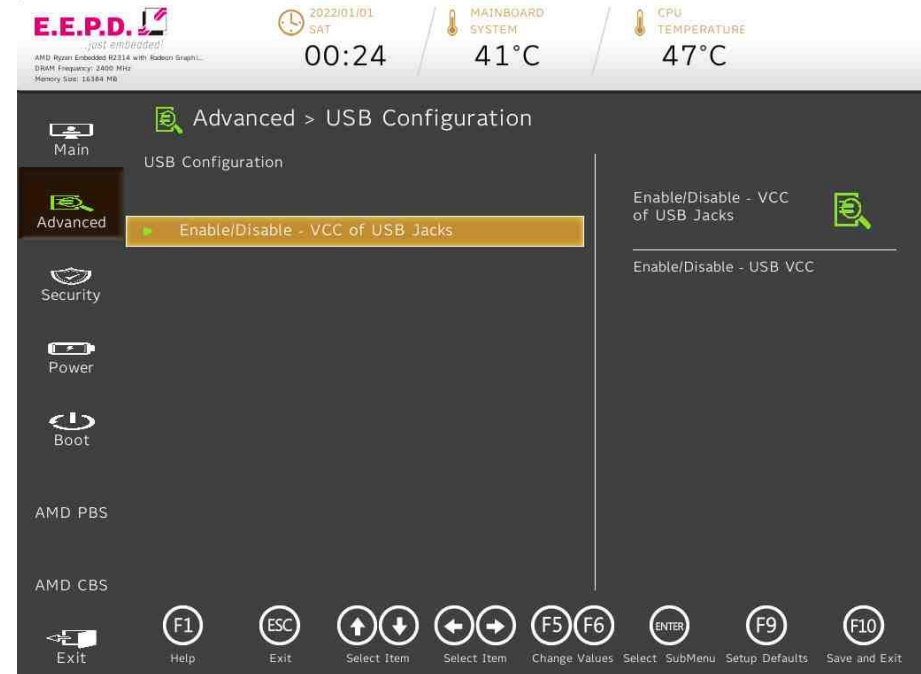 E.E.P.D.
...just embedded!
AMD Ryzen Embedded R2314 with Radeon Graphi...
DRAM Frequency: 2400 MHz
Memory Size: 16384 MB
2022/01/01
SAT
00:24
MAINBOARD
SYSTEM
41°C
CPU
TEMPERATURE
47°C
Main
Advanced
Security
Power
Boot
AMD PBS
AMD CBS
Exit
Advanced > USB Configuration
USB Configuration
Enable/Disable - VCC of USB Jacks
Enable/Disable - VCC
of USB Jacks
Enable/Disable - USB VCC
F1
Help
ESC
Exit
Select Item
Select Item
F5 F6
Change Values
ENTER
Select SubMenu
F9
Setup Defaults
F10
Save and Exit